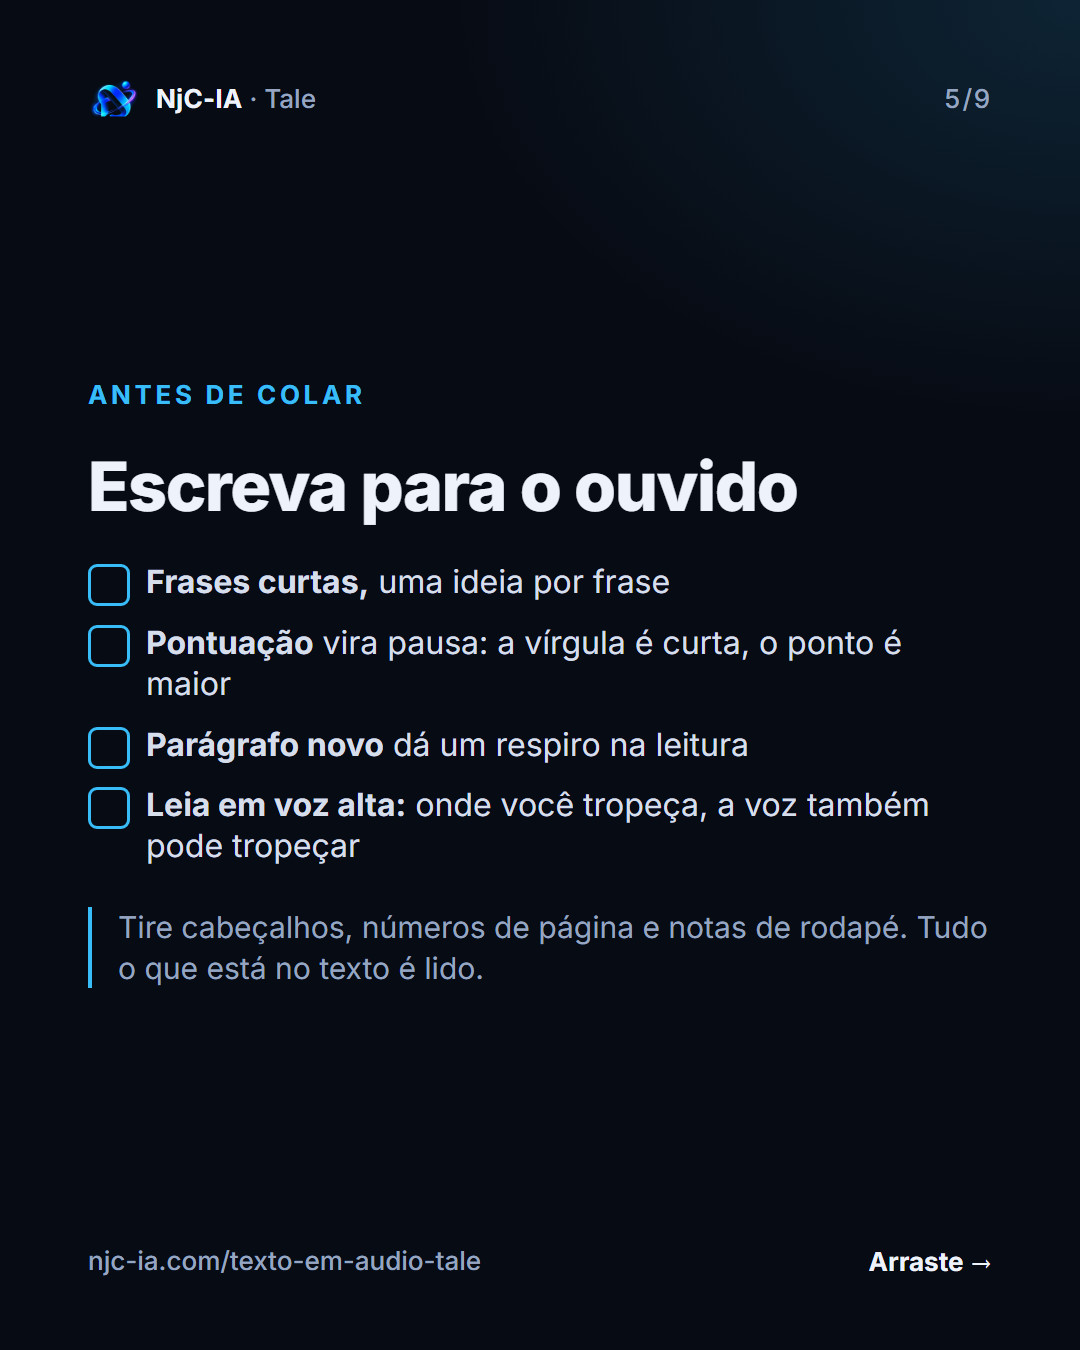 NjC-IA · Tale
5/9
ANTES DE COLAR
Escreva para o ouvido
Frases curtas, uma ideia por frase
Pontuação vira pausa: a vírgula é curta, o ponto é
maior
Parágrafo novo dá um respiro na leitura
Leia em voz alta: onde você tropeça, a voz também
pode tropeçar
Tire cabeçalhos, números de página e notas de rodapé. Tudo
o que está no texto é lido.
njc-ia.com/texto-em-audio-tale
Arraste →